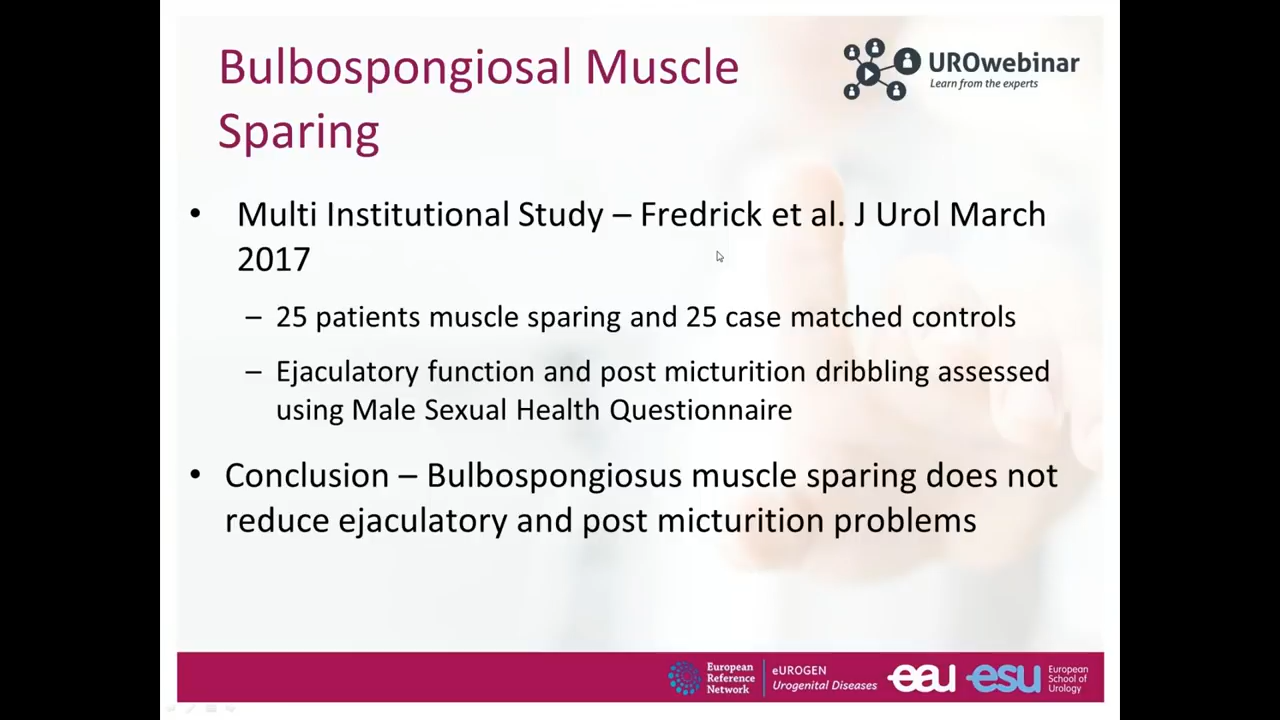 Bulbospongiosal Muscle
Sparing
UROwebinar
Learn from the experts
• Multi Institutional Study – Fredrick et al. J Urol March
2017
– 25 patients muscle sparing and 25 case matched controls
– Ejaculatory function and post micturition dribbling assessed
using Male Sexual Health Questionnaire
• Conclusion – Bulbospongiosus muscle sparing does not
reduce ejaculatory and post micturition problems
European
Reference
Network
eUROGEN
Urogenital Diseases
eau
esu
European
School of
Urology